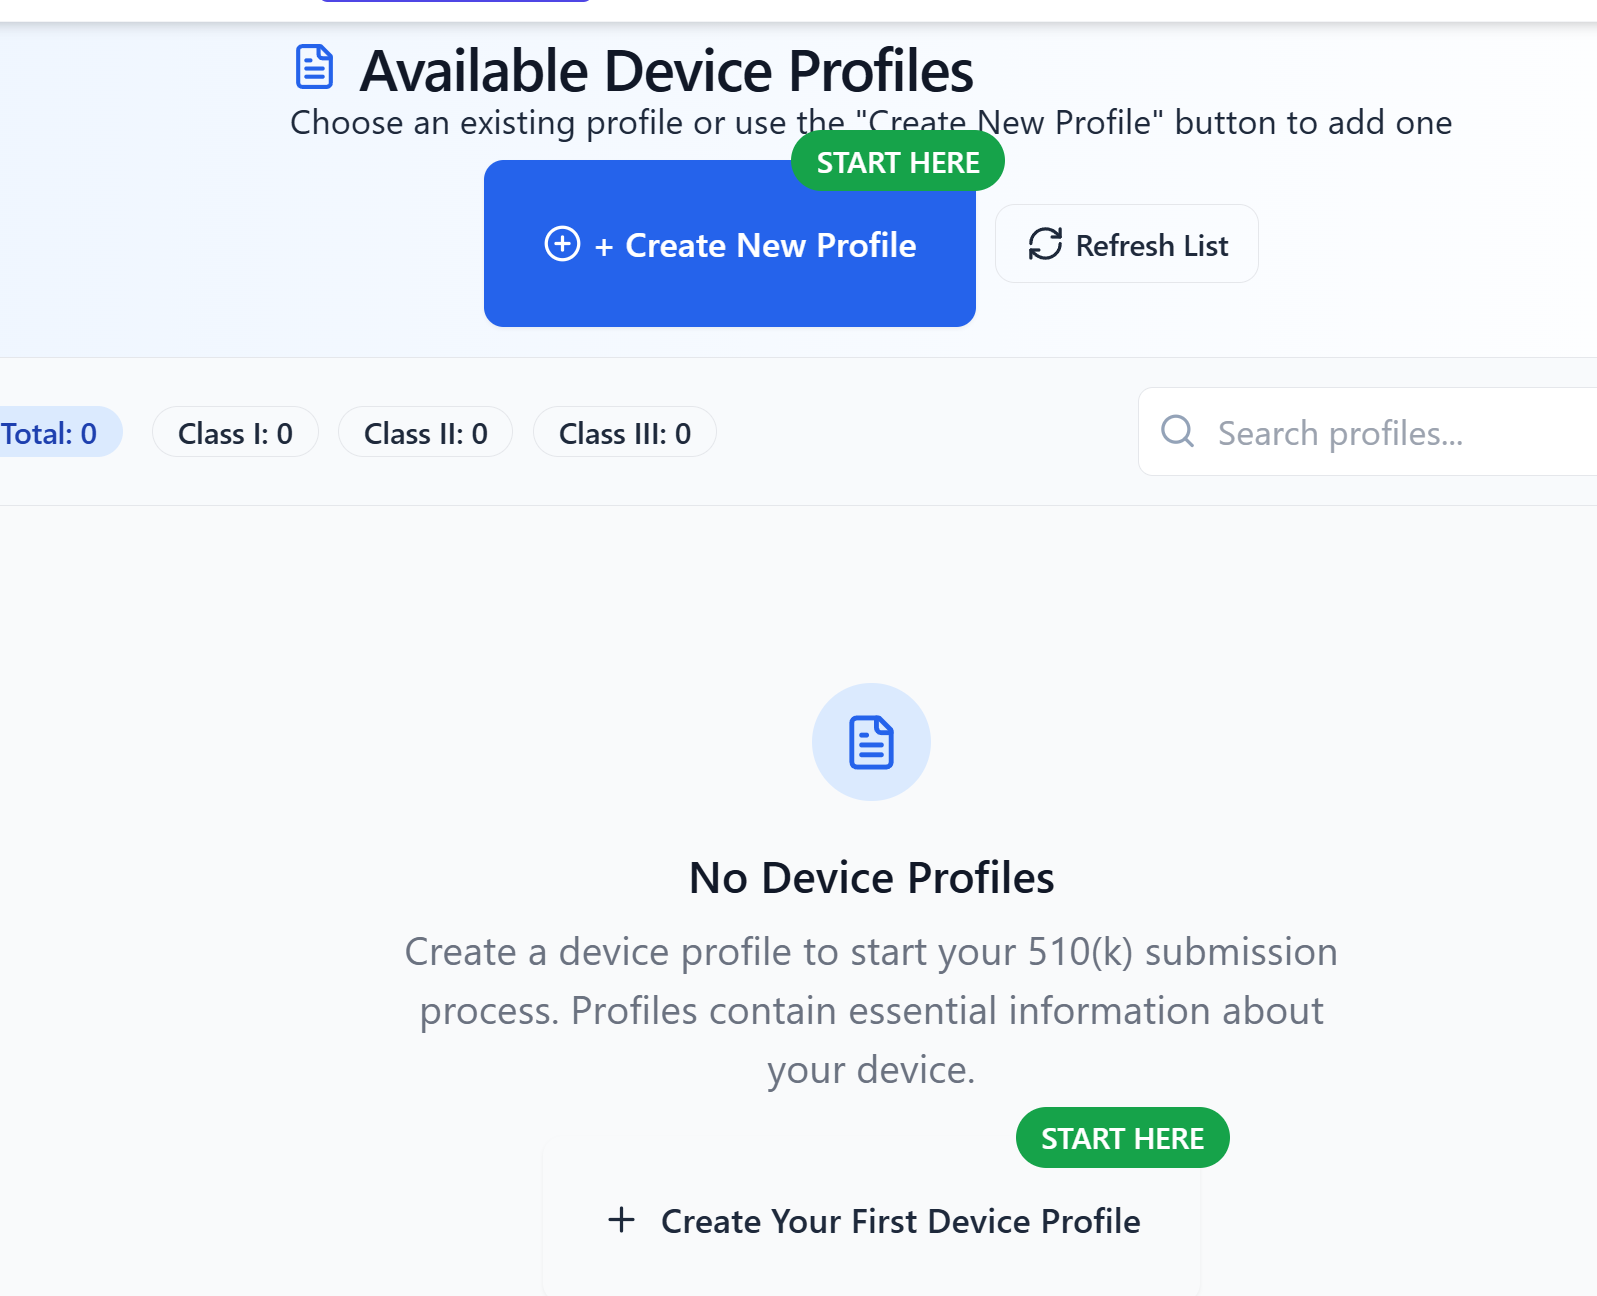 Available Device Profiles
Choose an existing profile or use the "Create New Profile" button to add one
START HERE
+ Create New Profile
Refresh List
Total: 0
Class I: 0
Class II: 0
Class III: 0
Search profiles...
No Device Profiles
Create a device profile to start your 510(k) submission
process. Profiles contain essential information about
your device.
START HERE
+ Create Your First Device Profile